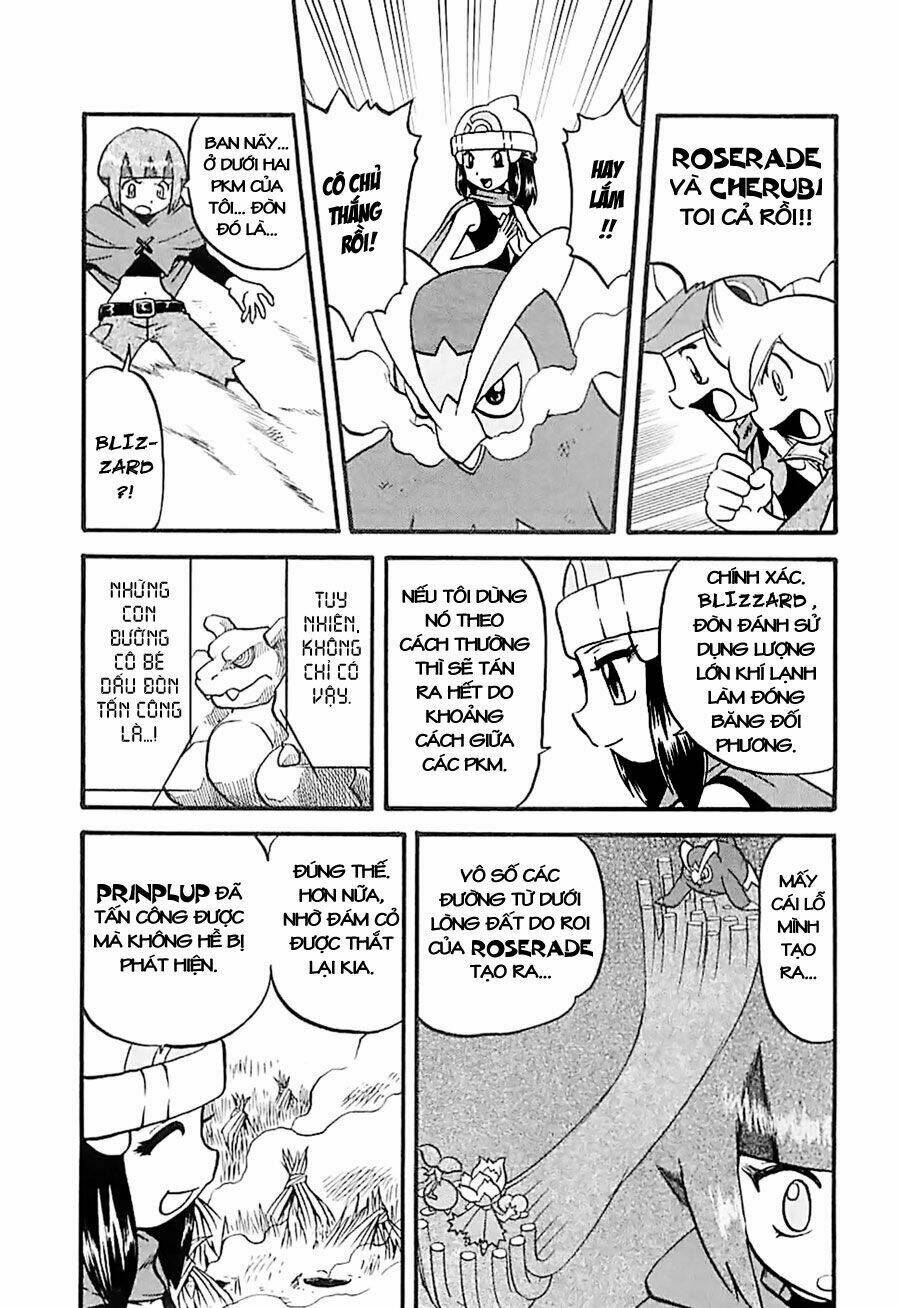 ROSERADE
VÀ CHERUBI
TOI CẢ RỒI!!
HAY
LẮM
!!
CÔ CHỦ
THẮNG
RỒI!
BAN NÃY...
Ở DƯỚI HAI
PKM CỦA
TÔI... ĐÒN
ĐÓ LÀ...
BLIZ-
ZARD
?!
CHÍNH XÁC.
BLIZZARD,
ĐÒN ĐÁNH SỬ
DỤNG LƯỢNG
LỚN KHÍ LẠNH
LÀM ĐÓNG
BĂNG ĐỐI
PHƯƠNG.
NẾU TÔI DÙNG
NÓ THEO
CÁCH THƯỜNG
THÌ SẼ TÁN
RA HẾT DO
KHOẢNG
CÁCH GIỮA
CÁC PKM.
TUY
NHIÊN,
KHÔNG
CHỈ CÓ
VẬY.
NHỮNG
CON
ĐƯỜNG
CÔ BÉ
DẤU ĐÒN
TẤN CÔNG
LÀ...!
MẤY
CÁI LỖ
MÌNH
TẠO
RA...
VÔ SỐ CÁC
ĐƯỜNG TỪ DƯỚI
LÒNG ĐẤT DO ROI
CỦA ROSERADE
TẠO RA...
ĐÚNG THẾ.
HƠN NỮA,
NHỜ ĐÁM CỎ
ĐƯỢC THẮT
LẠI KIA.
PRINPLUP ĐÃ
TẤN CÔNG ĐƯỢC
MÀ KHÔNG HỀ BỊ
PHÁT HIỆN.